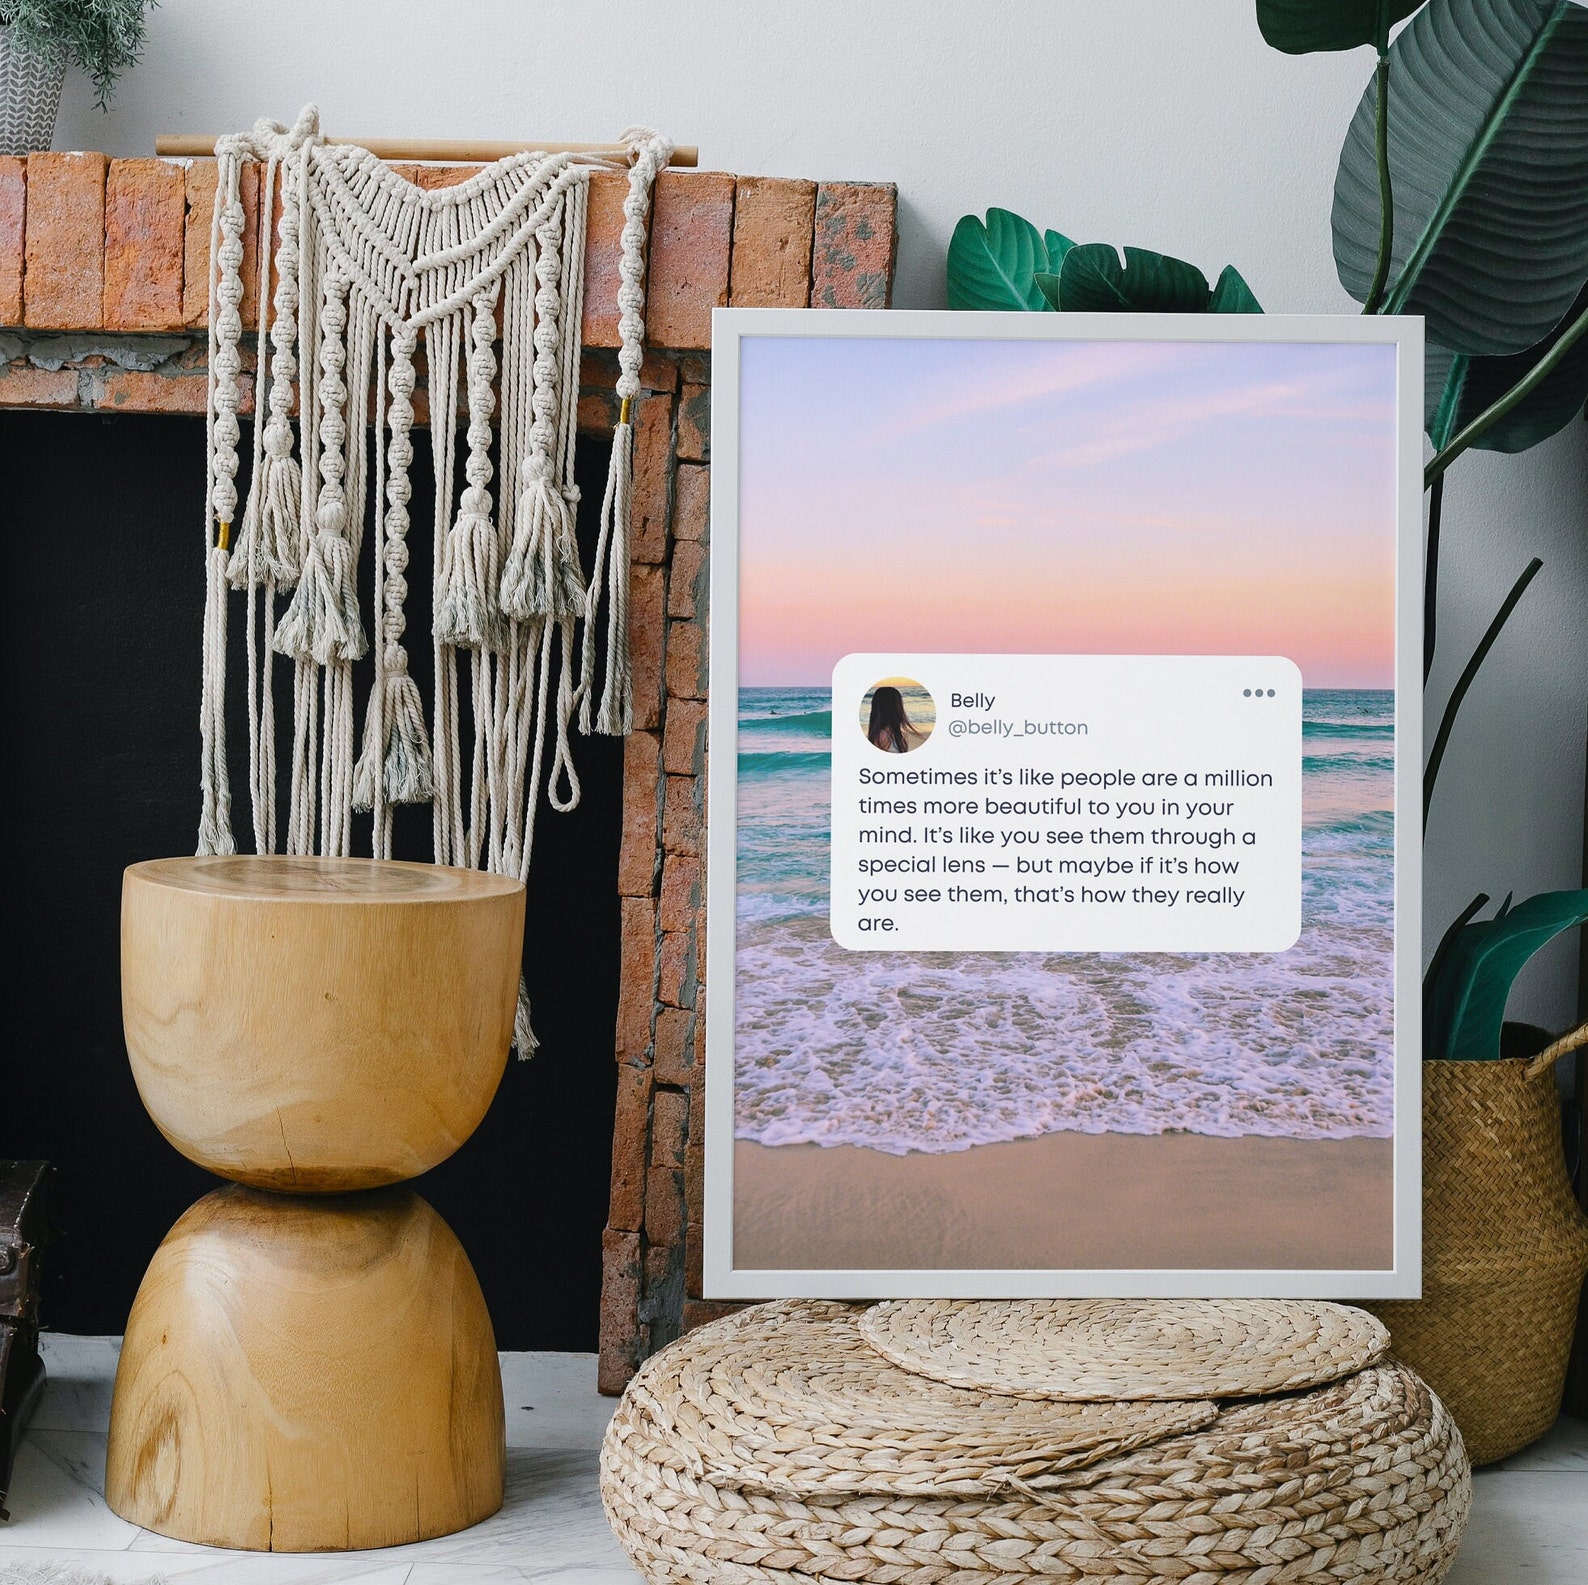 Belly
@belly_button
Sometimes it's like people are a million
times more beautiful to you in your
mind. It's like you see them through a
special lens — but maybe if it's how
you see them, that's how they really
are.